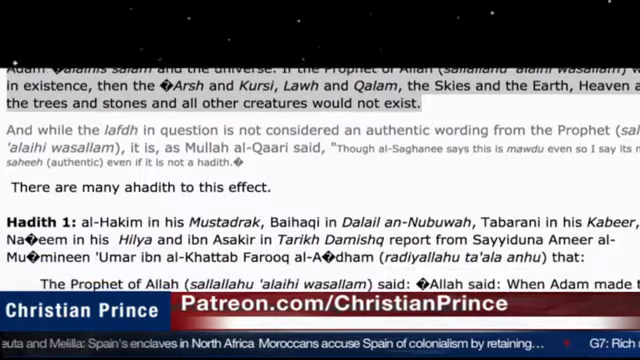 Adam �alaihis salam and the universe. If the Prophet of Allah (sallallahu 'alaihi wasallam) w
in existence, then the �Arsh and Kursi, Lawh and Qalam, the Skies and the Earth, Heaven a
the trees and stones and all other creatures would not exist.
And while the lafdh in question is not considered an authentic wording from the Prophet (sal
'alaihi wasallam), it is, as Mullah al-Qaari said, "Though al-Saghanee says this is mawdu even so I say its m
saheeh (authentic) even if it is not a hadith.�
There are many ahadith to this effect.
Hadith 1: al-Hakim in his Mustadrak, Baihaqi in Dalail an-Nubuwah, Tabarani in his Kabeer,
Na�eem in his Hilya and ibn Asakir in Tarikh Damishq report from Sayyiduna Ameer al-
Mu�mineen 'Umar ibn al-Khattab Farooq al-A�dham (radiyallahu ta'ala anhu) that:
The Prophet of Allah (sallallahu 'alaihi wasallam) said: �Allah said: When Adam made t
Christian Prince
Patreon.com/ChristianPrince
euta and Melilla: Spain's enclaves in North Africa Moroccans accuse Spain of colonialism by retaining... G7: Rich n